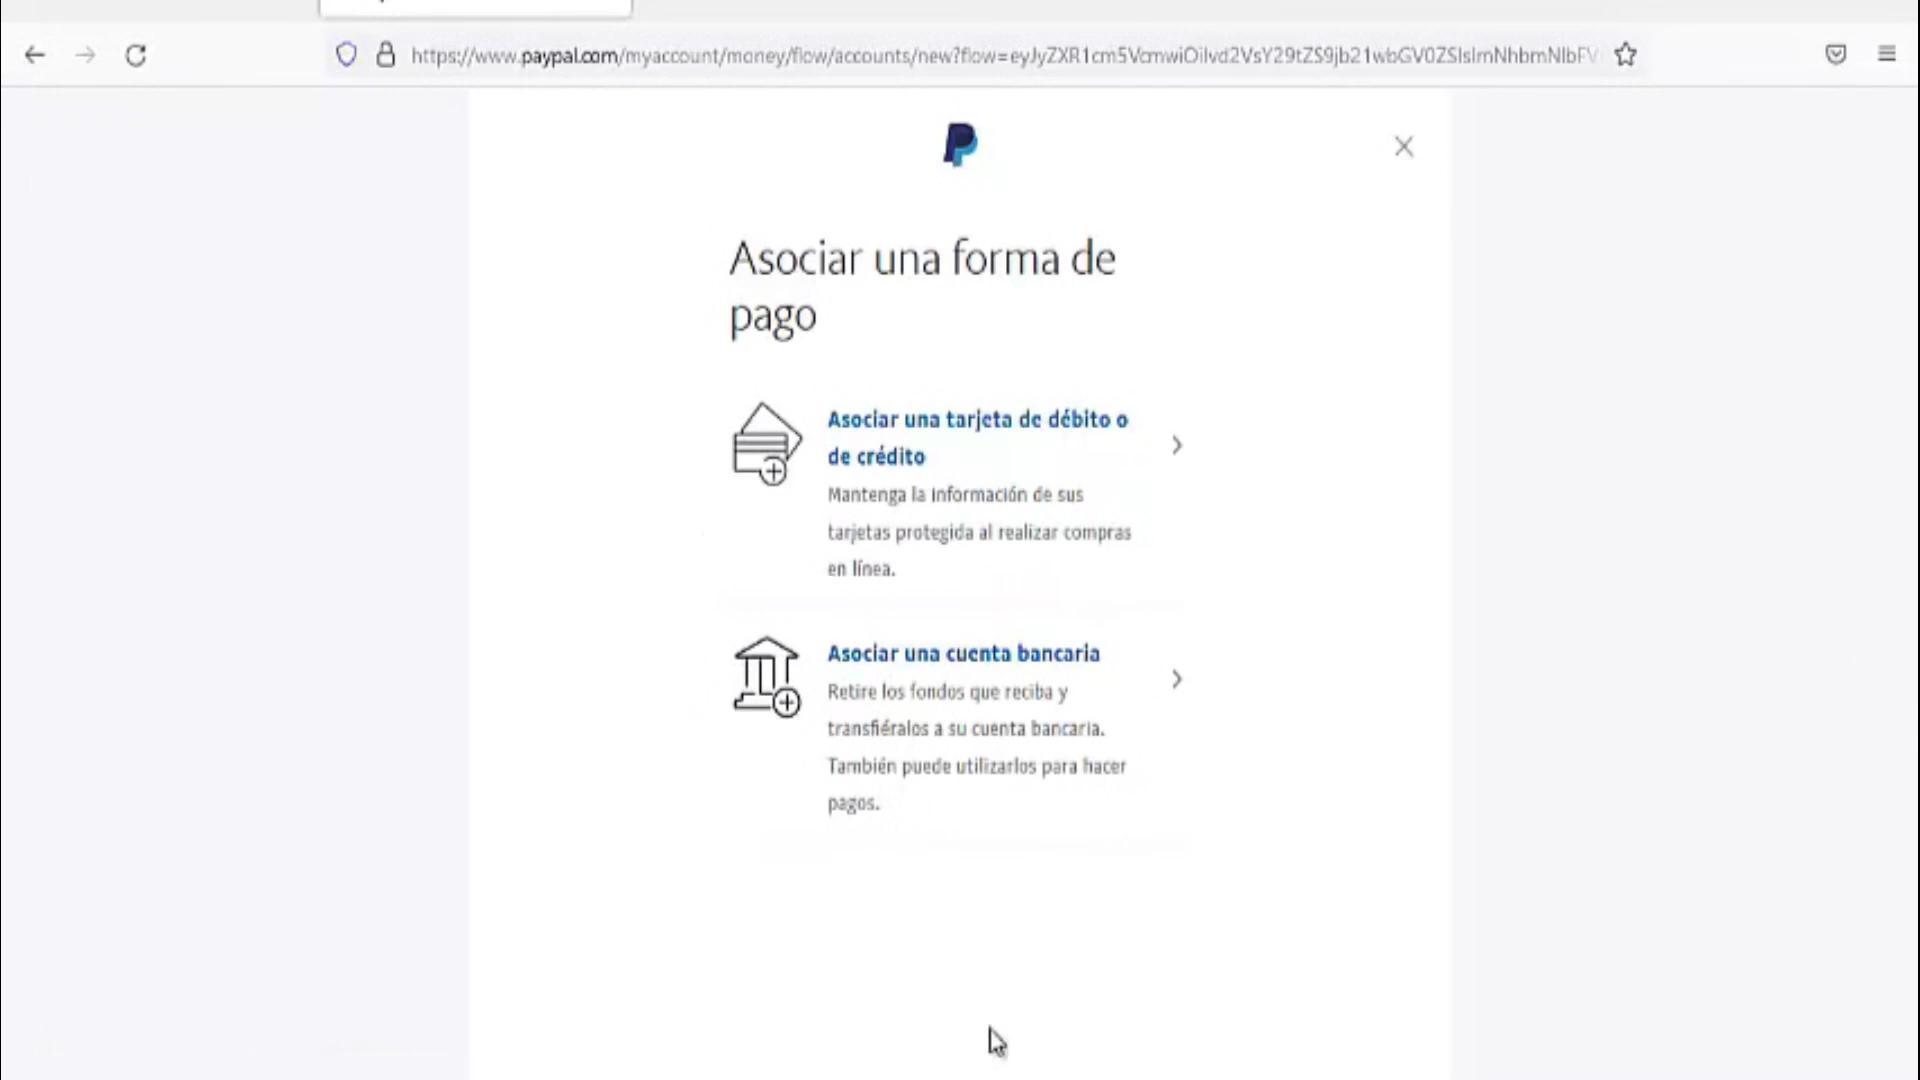 https://www.paypal.com/myaccount/money/flow/accounts/new?flow=
Asociar una forma de
pago
Asociar una tarjeta de débito o
de crédito
Mantenga la información de sus
tarjetas protegida al realizar compras
en línea.
Asociar una cuenta bancaria
Retire los fondos que reciba y
transfiéralos a su cuenta bancaria.
También puede utilizarlos para hacer
pagos.